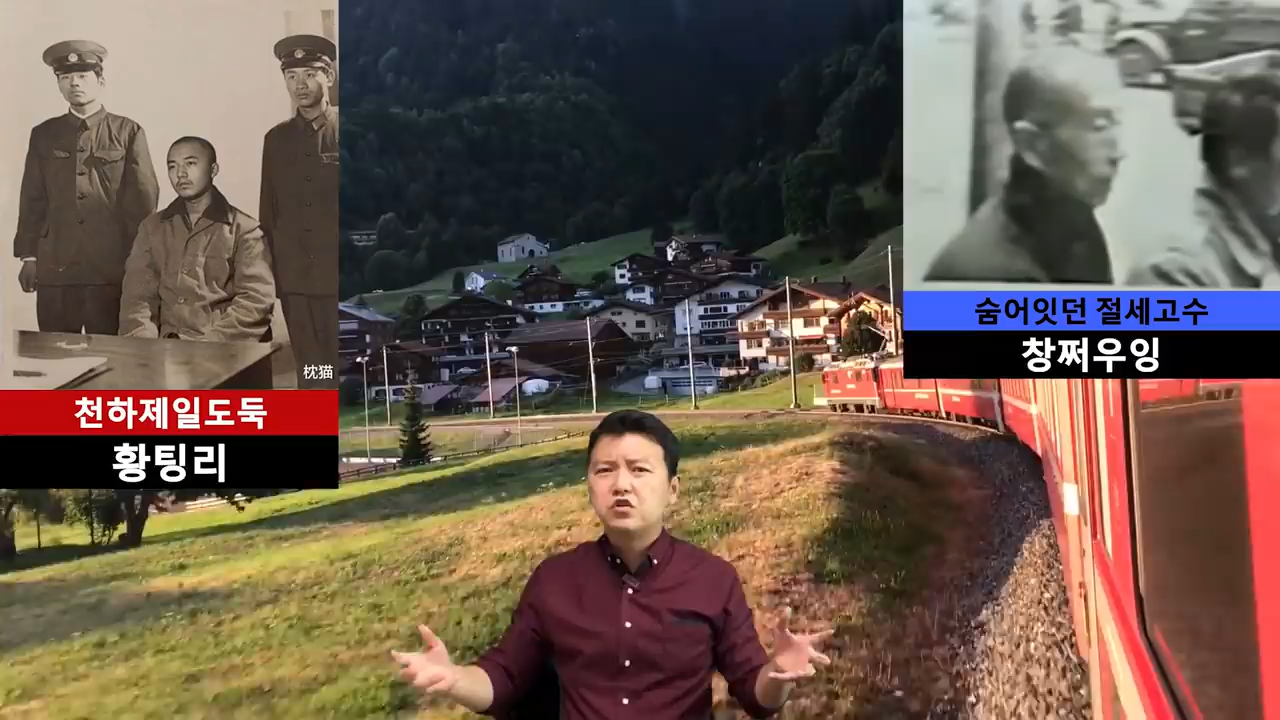 枕猫
천하제일도둑
황팅리
숨어잇던 절세고수
창쩌우잉